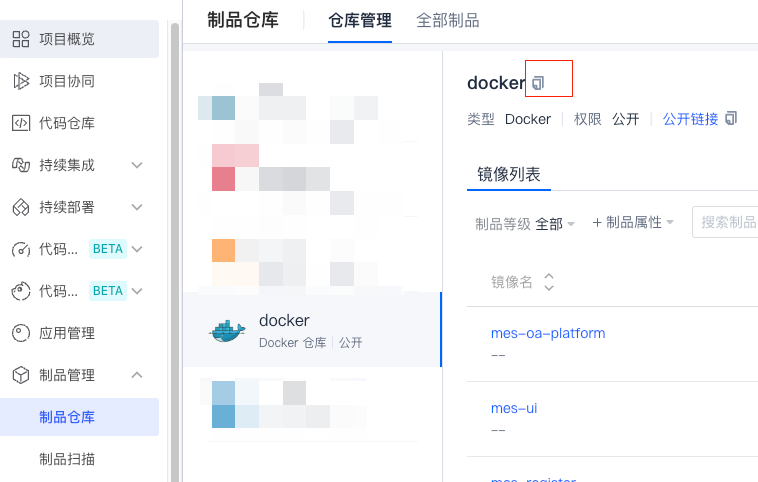 项目概览
项目协同
代码仓库
持续集成
持续部署
代码... BETA
代码... BETA
应用管理
制品管理
制品仓库
制品扫描
制品仓库 仓库管理 全部制品
docker
Docker 仓库 公开
docker
类型 Docker 权限 公开 公开链接
镜像列表
制品等级 全部 + 制品属性 搜索制品
镜像名
mes-oa-platform
--
mes-ui
--
mes-register